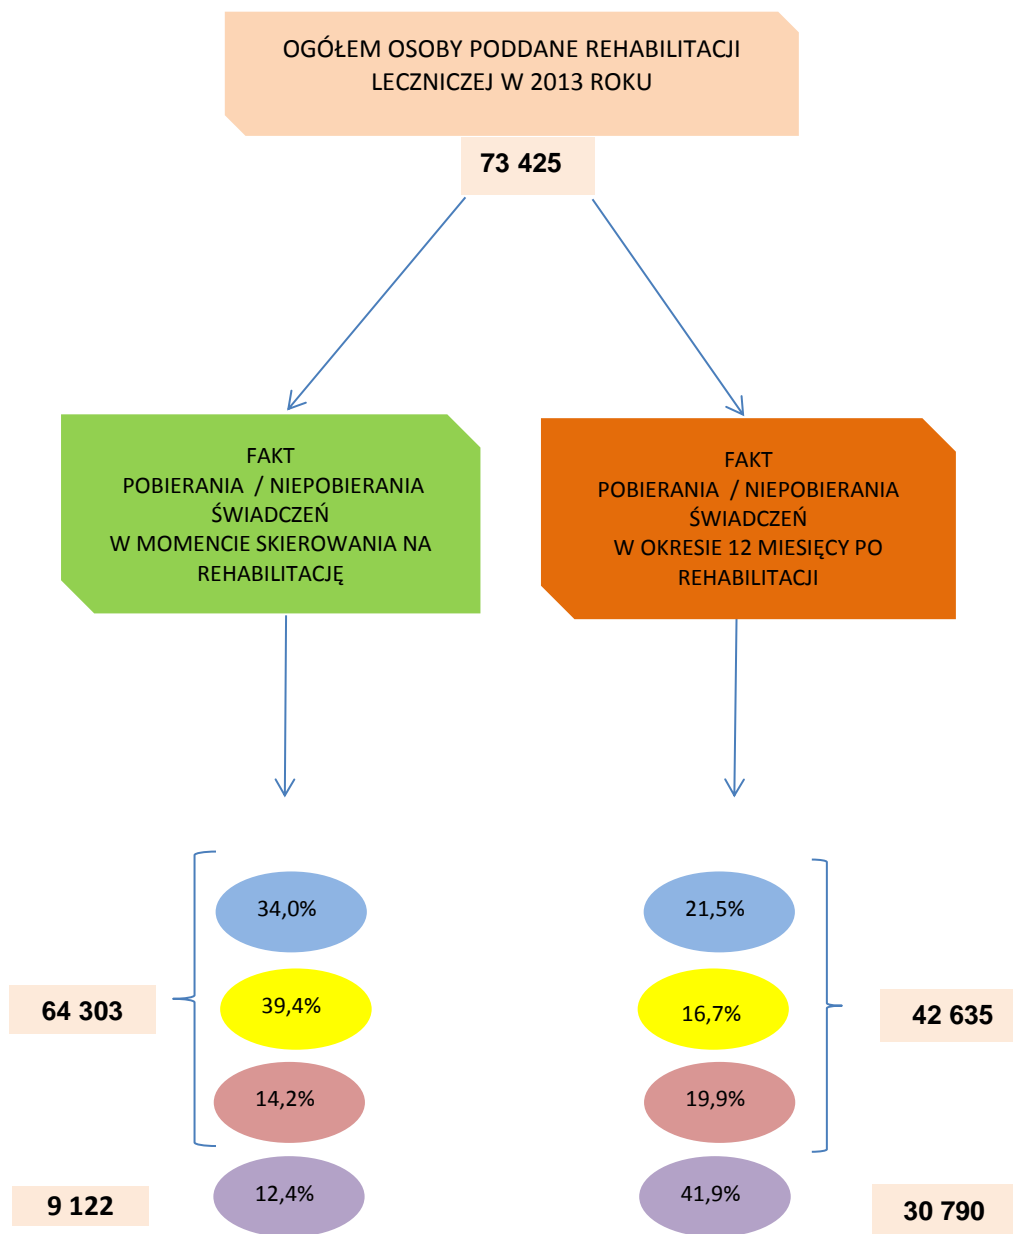 OGÓŁEM OSOBY PODDANE REHABILITACJI
LECZNICZEJ W 2013 ROKU
73 425
FAKT
POBIERANIA / NIEPOBIERANIA
ŚWIADCZEŃ
W MOMENCIE SKIEROWANIA NA
REHABILITACJĘ
FAKT
POBIERANIA / NIEPOBIERANIA
ŚWIADCZEŃ
W OKRESIE 12 MIESIĘCY PO
REHABILITACJI
34,0%
39,4%
14,2%
64 303
12,4%
9 122
21,5%
16,7%
19,9%
42 635
41,9%
30 790